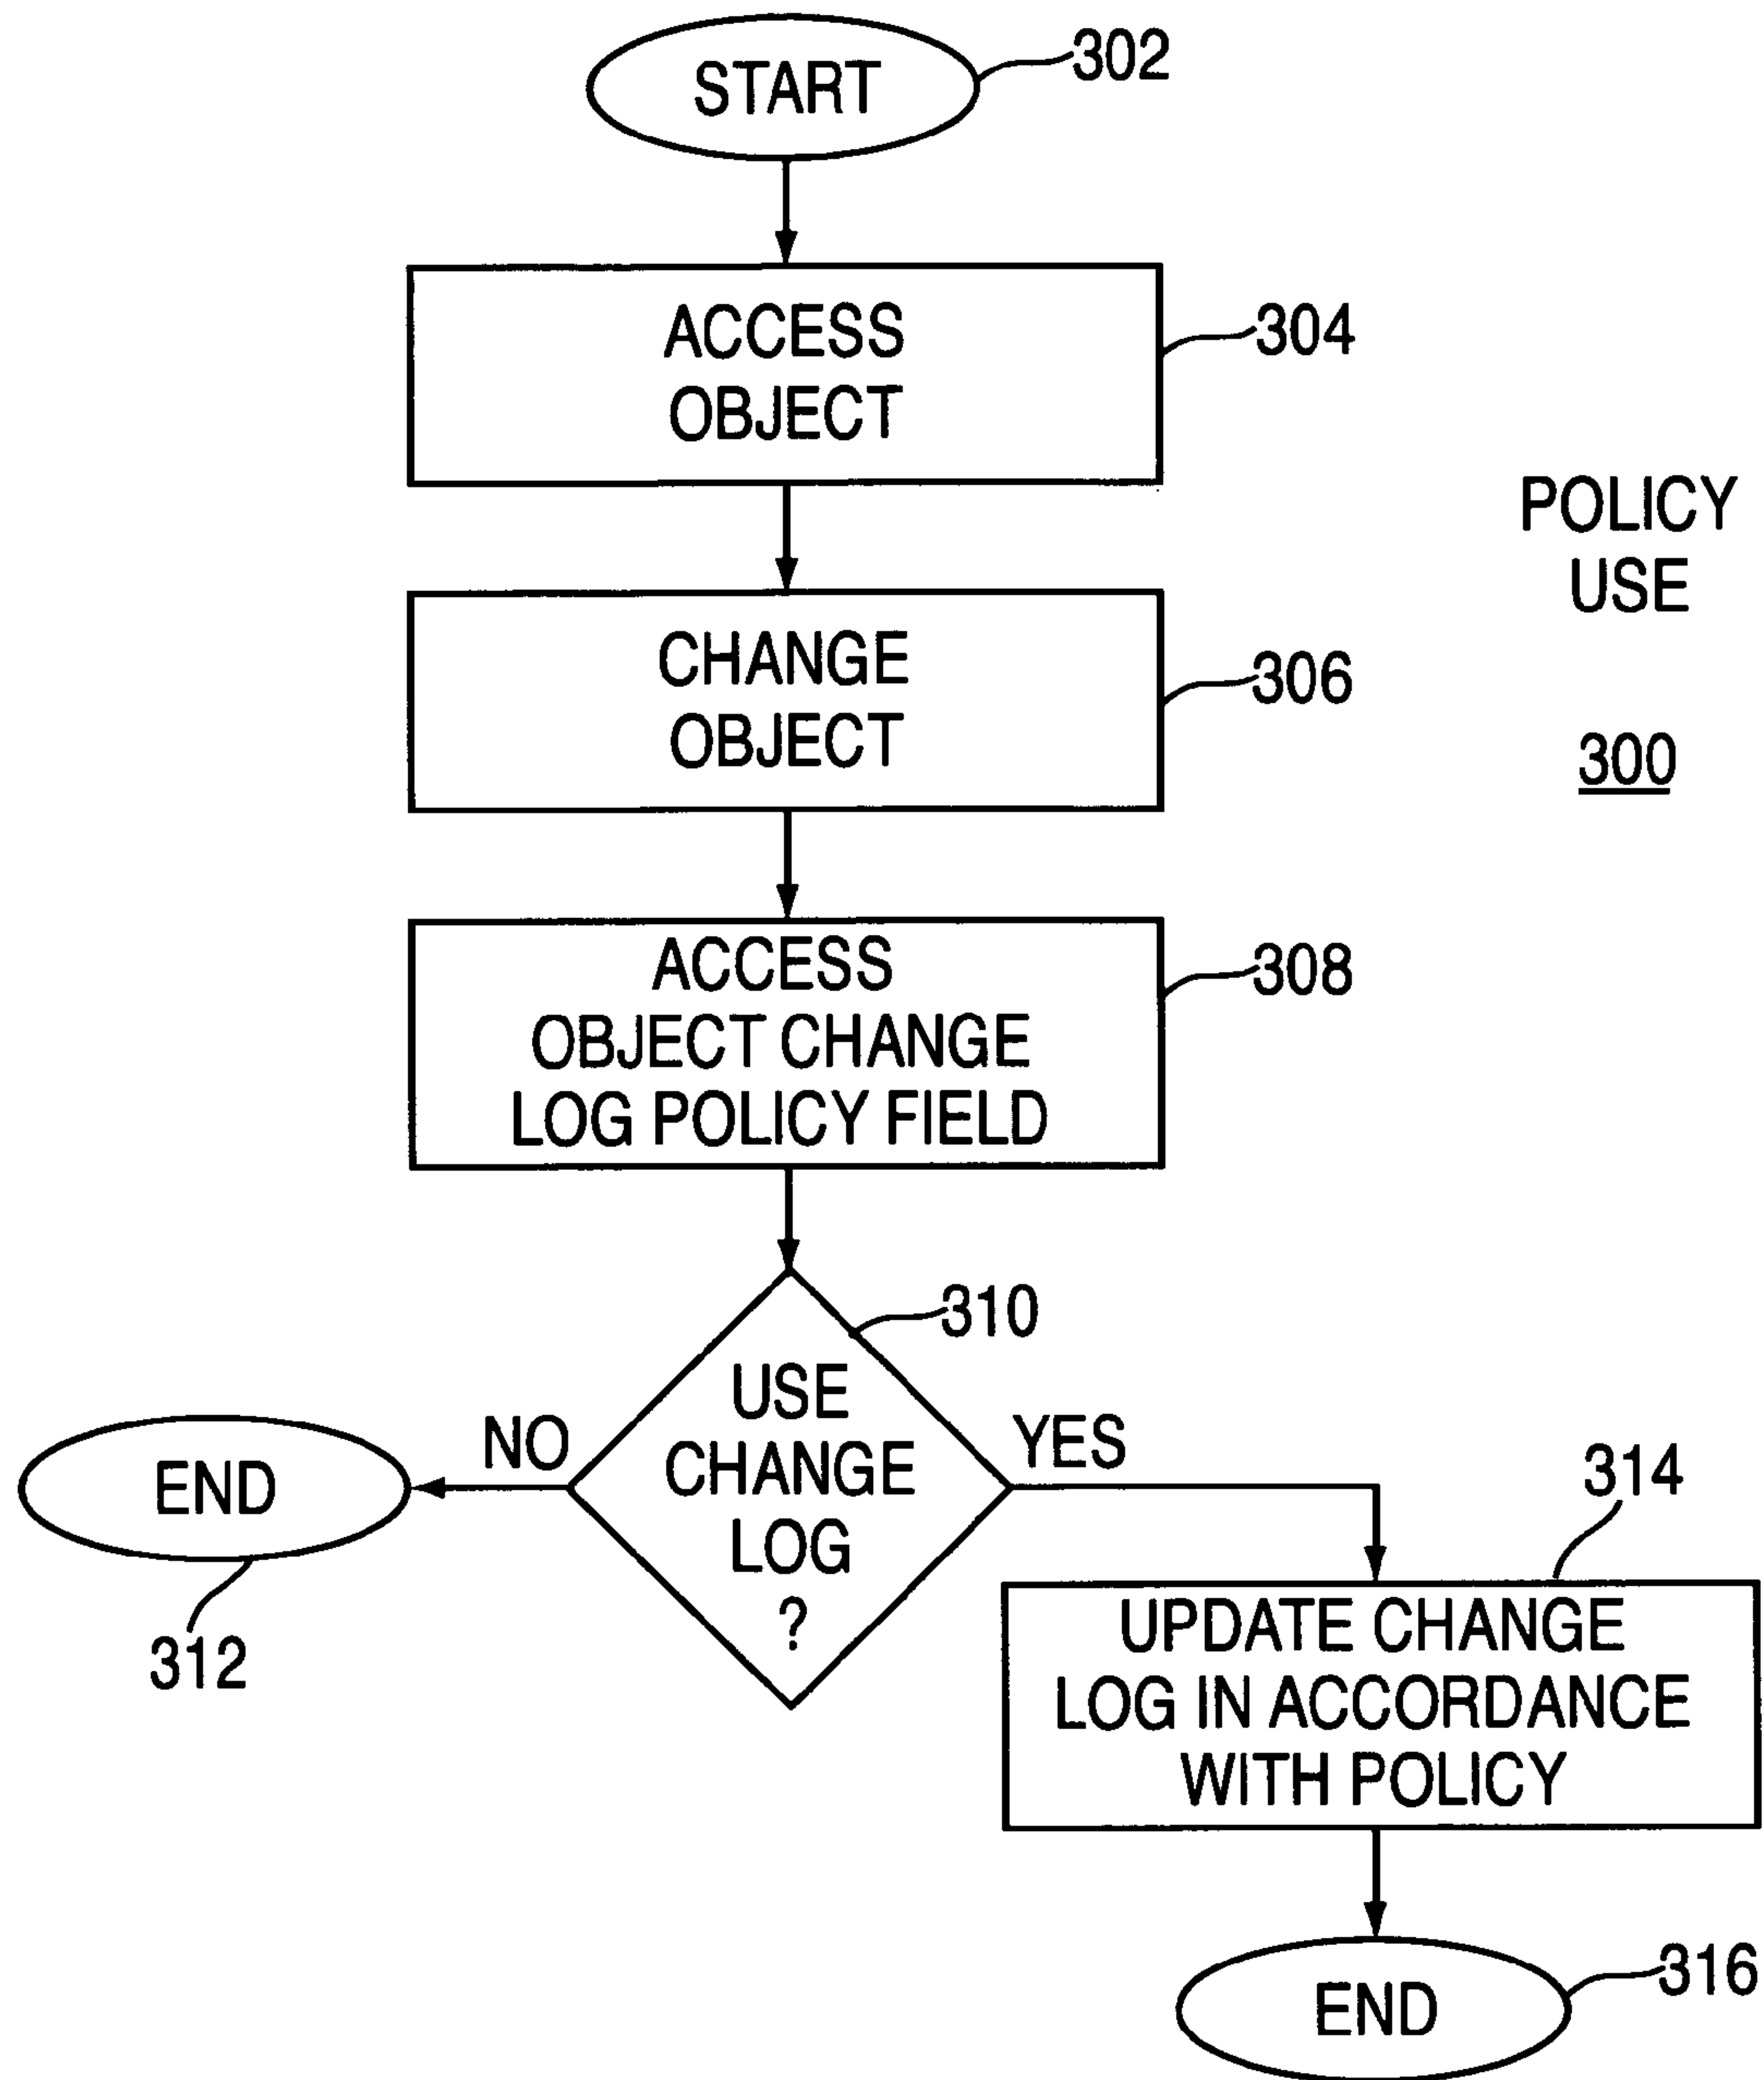 START
302
ACCESS
OBJECT
304
POLICY
USE
300
CHANGE
OBJECT
306
ACCESS
OBJECT CHANGE
LOG POLICY FIELD
308
310
USE
CHANGE
LOG
?
NO
YES
END
312
314
UPDATE CHANGE
LOG IN ACCORDANCE
WITH POLICY
END
316